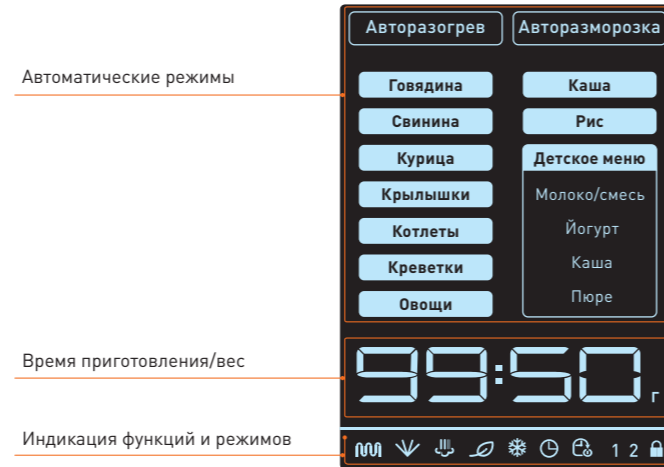 Авторазогрев Авторазморозка
Автоматические режимы
Говядина Каша
Свинина Рис
Курица Детское меню
Крылышки Молоко/смесь
Котлеты Йогурт
Креветки Каша
Овощи Пюре
Время приготовления/вес
99:50 г
Индикация функций и режимов
1 2